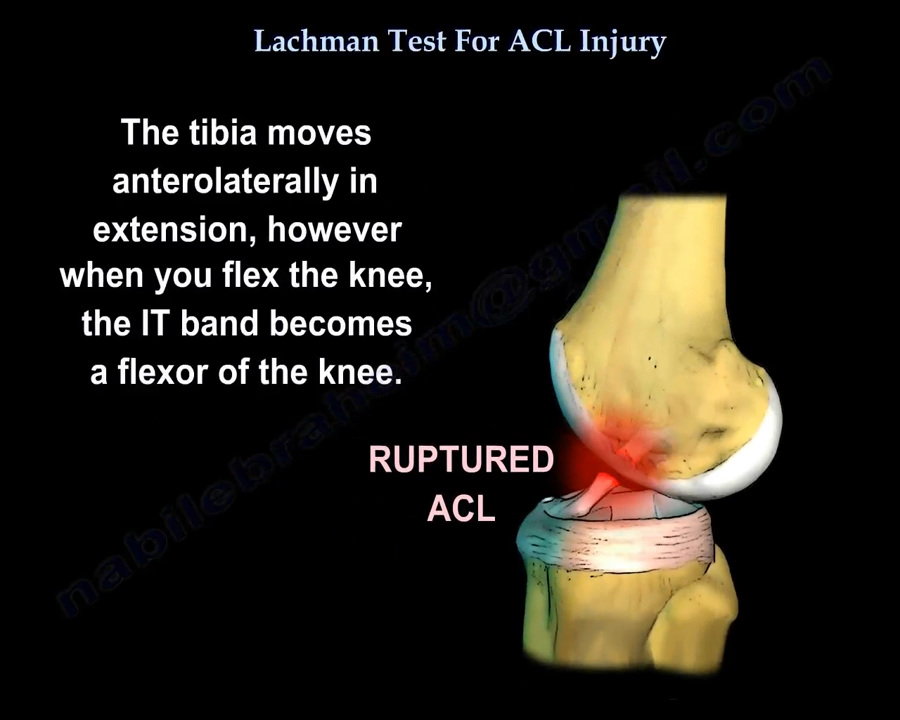 Lachman Test For ACL Injury
The tibia moves
anterolaterally in
extension, however
when you flex the knee,
the IT band becomes
a flexor of the knee.
RUPTURED
ACL
nabilebraheim@gmail.com